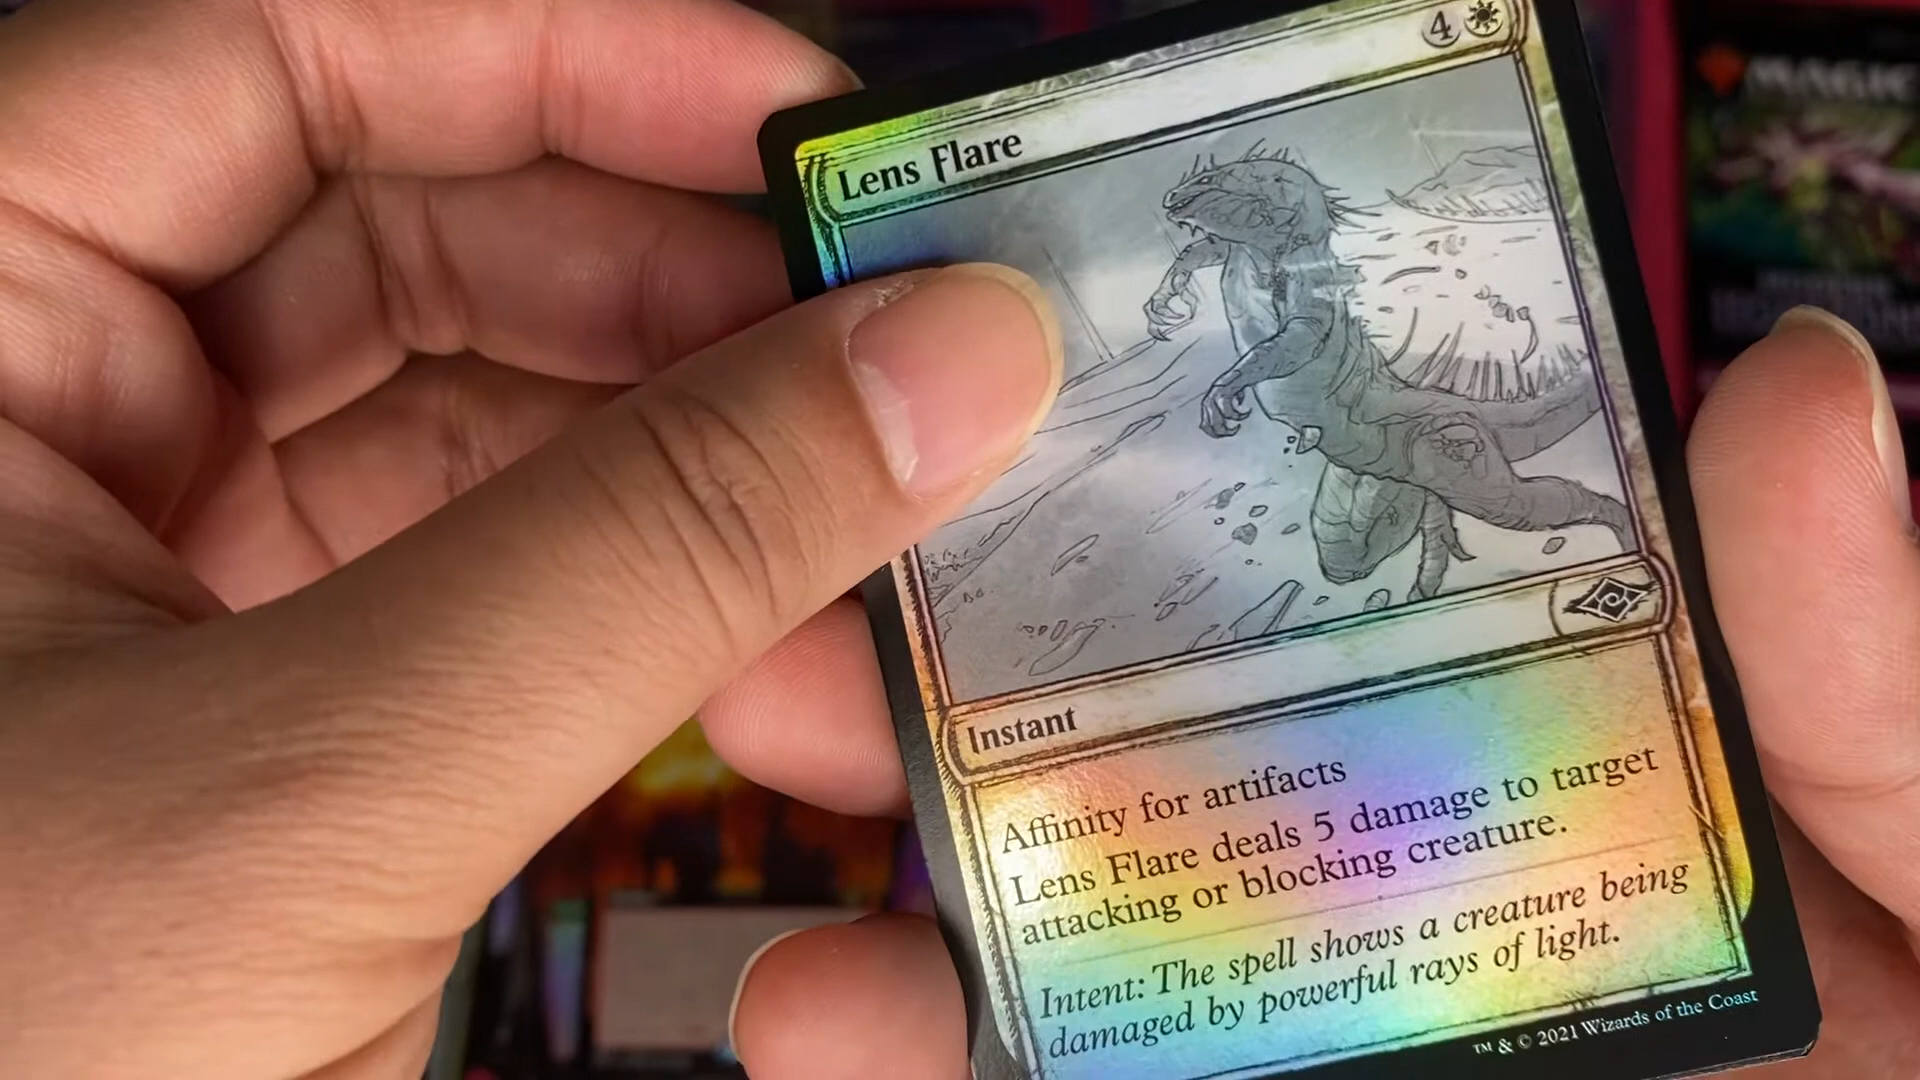 4
Lens Flare
Instant
Affinity for artifacts
Lens Flare deals 5 damage to target
attacking or blocking creature.
Intent: The spell shows a creature being
damaged by powerful rays of light.
™ & © 2021 Wizards of the Coast
MAGIC